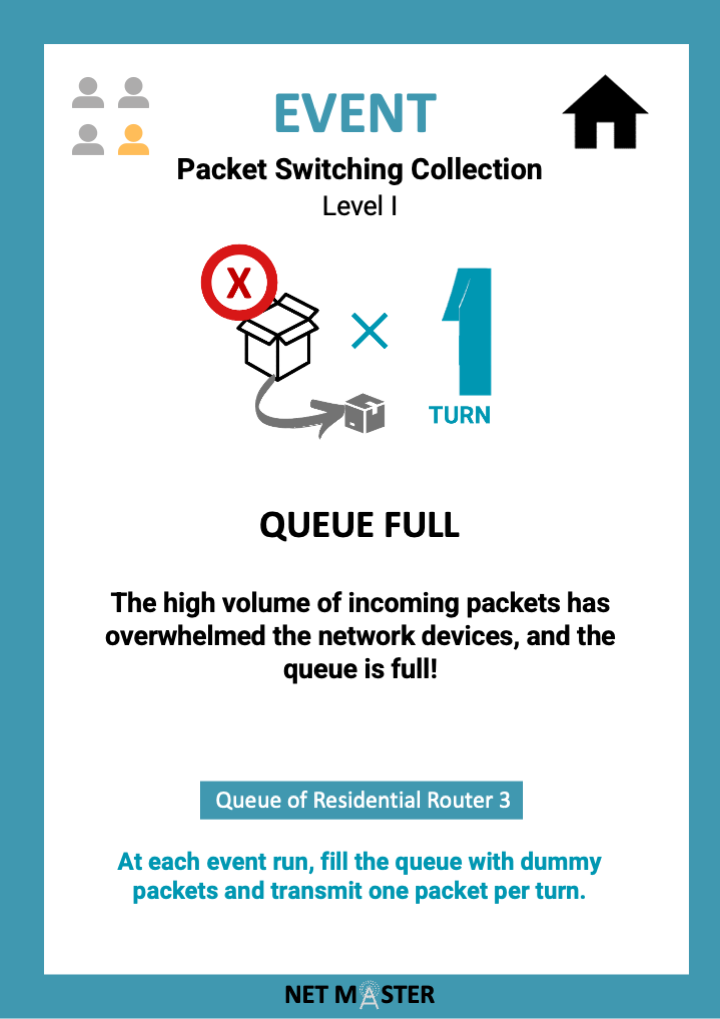 EVENT
Packet Switching Collection
Level I
X
× 1
TURN
QUEUE FULL
The high volume of incoming packets has
overwhelmed the network devices, and the
queue is full!
Queue of Residential Router 3
At each event run, fill the queue with dummy
packets and transmit one packet per turn.
NET MASTER